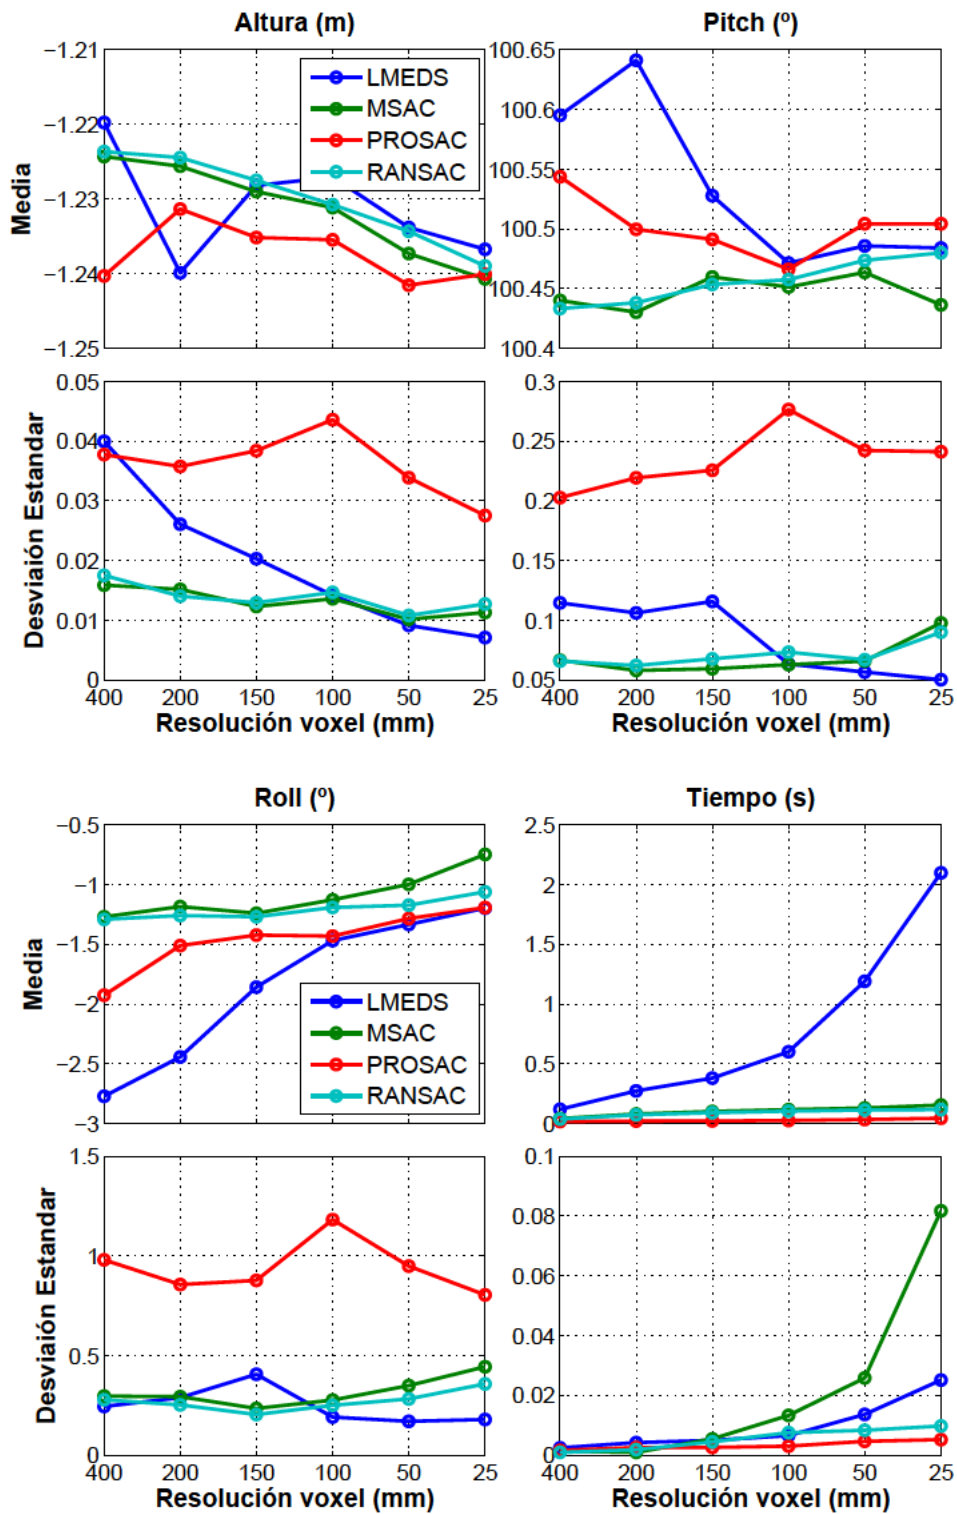 Altura (m)
Pitch (º)
−1.21
−1.22
−1.23
−1.24
−1.25
Media
LMEDS
MSAC
PROSAC
RANSAC
100.65
100.6
100.55
100.5
100.45
100.4
0.05
0.04
0.03
0.02
0.01
0
Desviaión Estandar
400 200 150 100 50 25
Resolución voxel (mm)
0.3
0.25
0.2
0.15
0.1
0.05
400 200 150 100 50 25
Resolución voxel (mm)
Roll (º)
Tiempo (s)
−0.5
−1
−1.5
−2
−2.5
−3
Media
LMEDS
MSAC
PROSAC
RANSAC
2.5
2
1.5
1
0.5
0
1.5
1
0.5
0
Desviaión Estandar
400 200 150 100 50 25
Resolución voxel (mm)
0.1
0.08
0.06
0.04
0.02
0
400 200 150 100 50 25
Resolución voxel (mm)